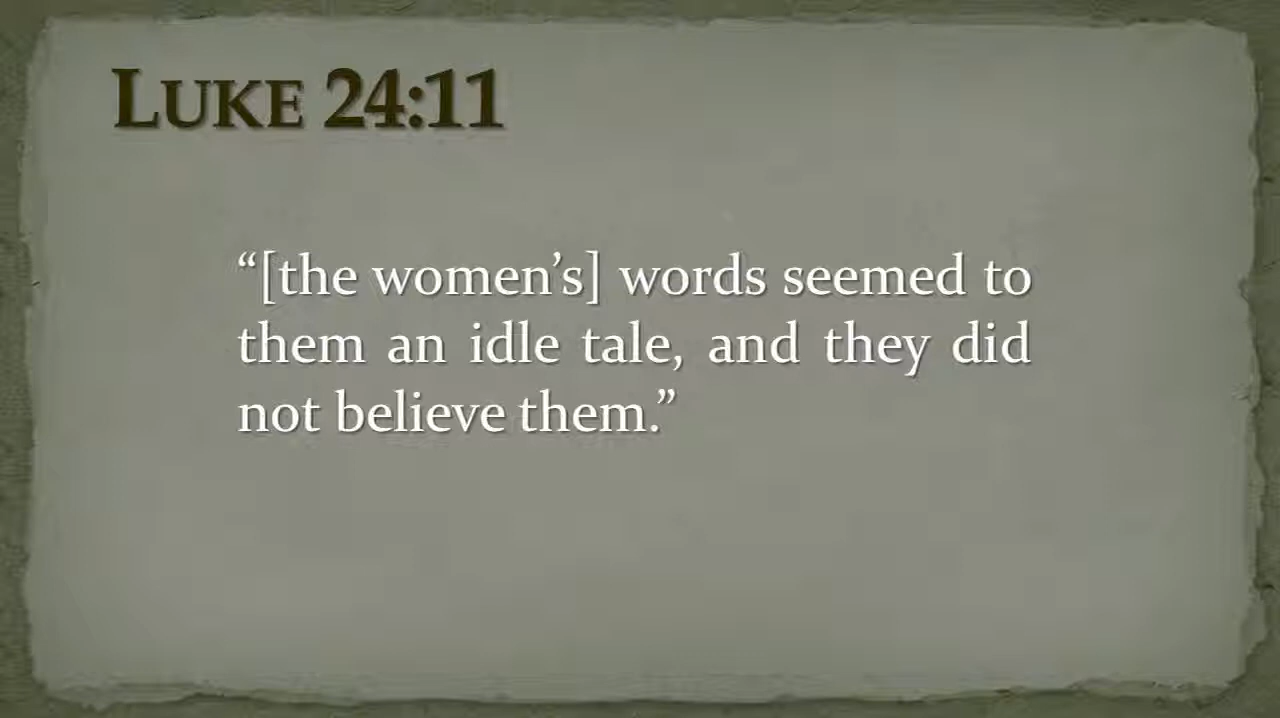 LUKE 24:11
“[the women’s] words seemed to
them an idle tale, and they did
not believe them.”